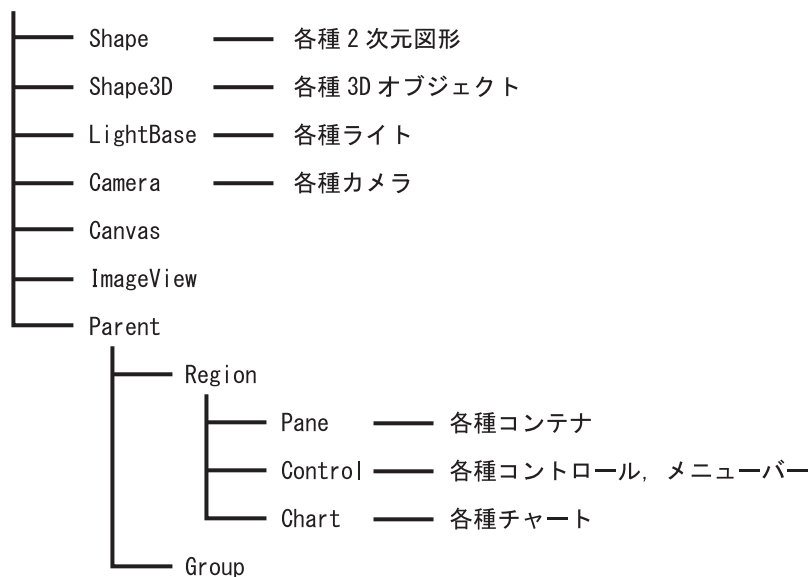 Shape 各種2次元図形
Shape3D 各種3Dオブジェクト
LightBase 各種ライト
Camera 各種カメラ
Canvas
ImageView
Parent
Region
Pane 各種コンテナ
Control 各種コントロール，メニューバー
Chart 各種チャート
Group